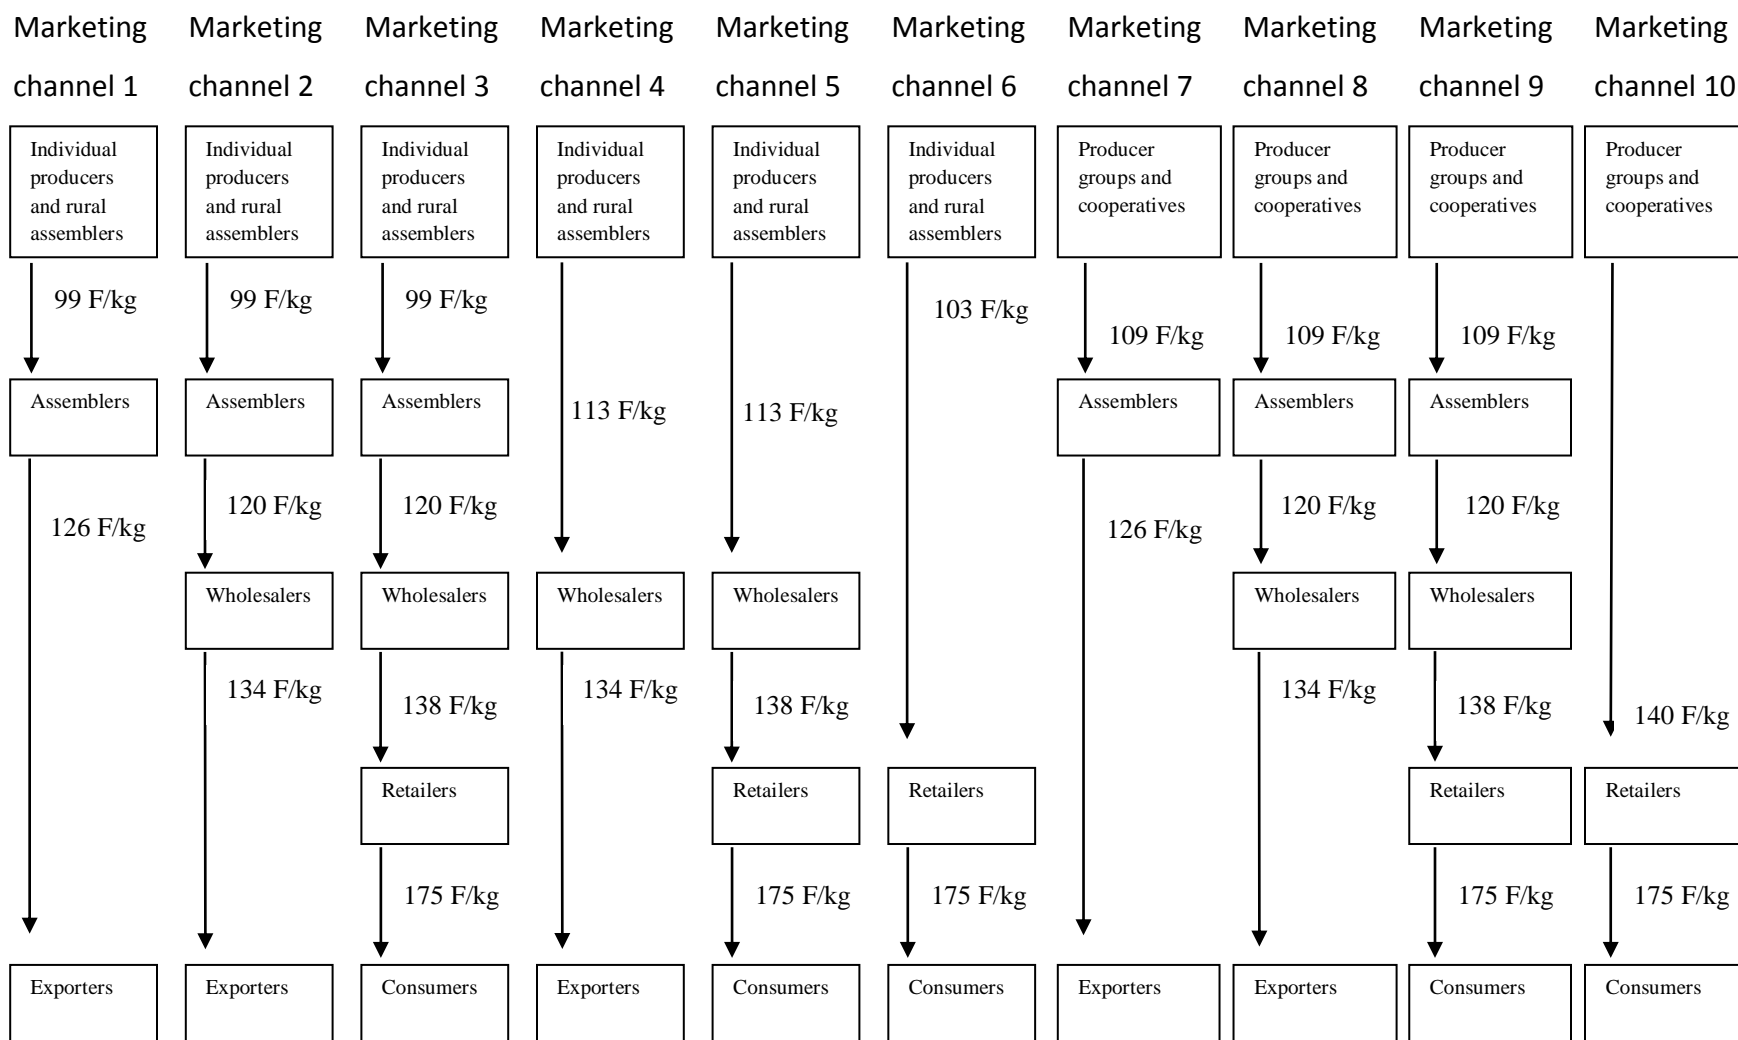 Marketing Marketing Marketing Marketing Marketing Marketing Marketing Marketing Marketing Marketing
channel 1 channel 2 channel 3 channel 4 channel 5 channel 6 channel 7 channel 8 channel 9 channel 10
Individual
producers
and rural
assemblers
Individual
producers
and rural
assemblers
Individual
producers
and rural
assemblers
Individual
producers
and rural
assemblers
Individual
producers
and rural
assemblers
Individual
producers
and rural
assemblers
Producer
groups and
cooperatives
Producer
groups and
cooperatives
Producer
groups and
cooperatives
Producer
groups and
cooperatives
99 F/kg
99 F/kg
99 F/kg
103 F/kg
109 F/kg
109 F/kg
109 F/kg
Assemblers
Assemblers
Assemblers
113 F/kg
113 F/kg
Assemblers
Assemblers
Assemblers
126 F/kg
120 F/kg
120 F/kg
126 F/kg
120 F/kg
120 F/kg
Wholesalers
Wholesalers
Wholesalers
Wholesalers
Wholesalers
Wholesalers
134 F/kg
138 F/kg
134 F/kg
138 F/kg
134 F/kg
138 F/kg
140 F/kg
Retailers
Retailers
Retailers
Retailers
Retailers
175 F/kg
175 F/kg
175 F/kg
175 F/kg
175 F/kg
Exporters
Exporters
Consumers
Exporters
Consumers
Consumers
Exporters
Exporters
Consumers
Consumers